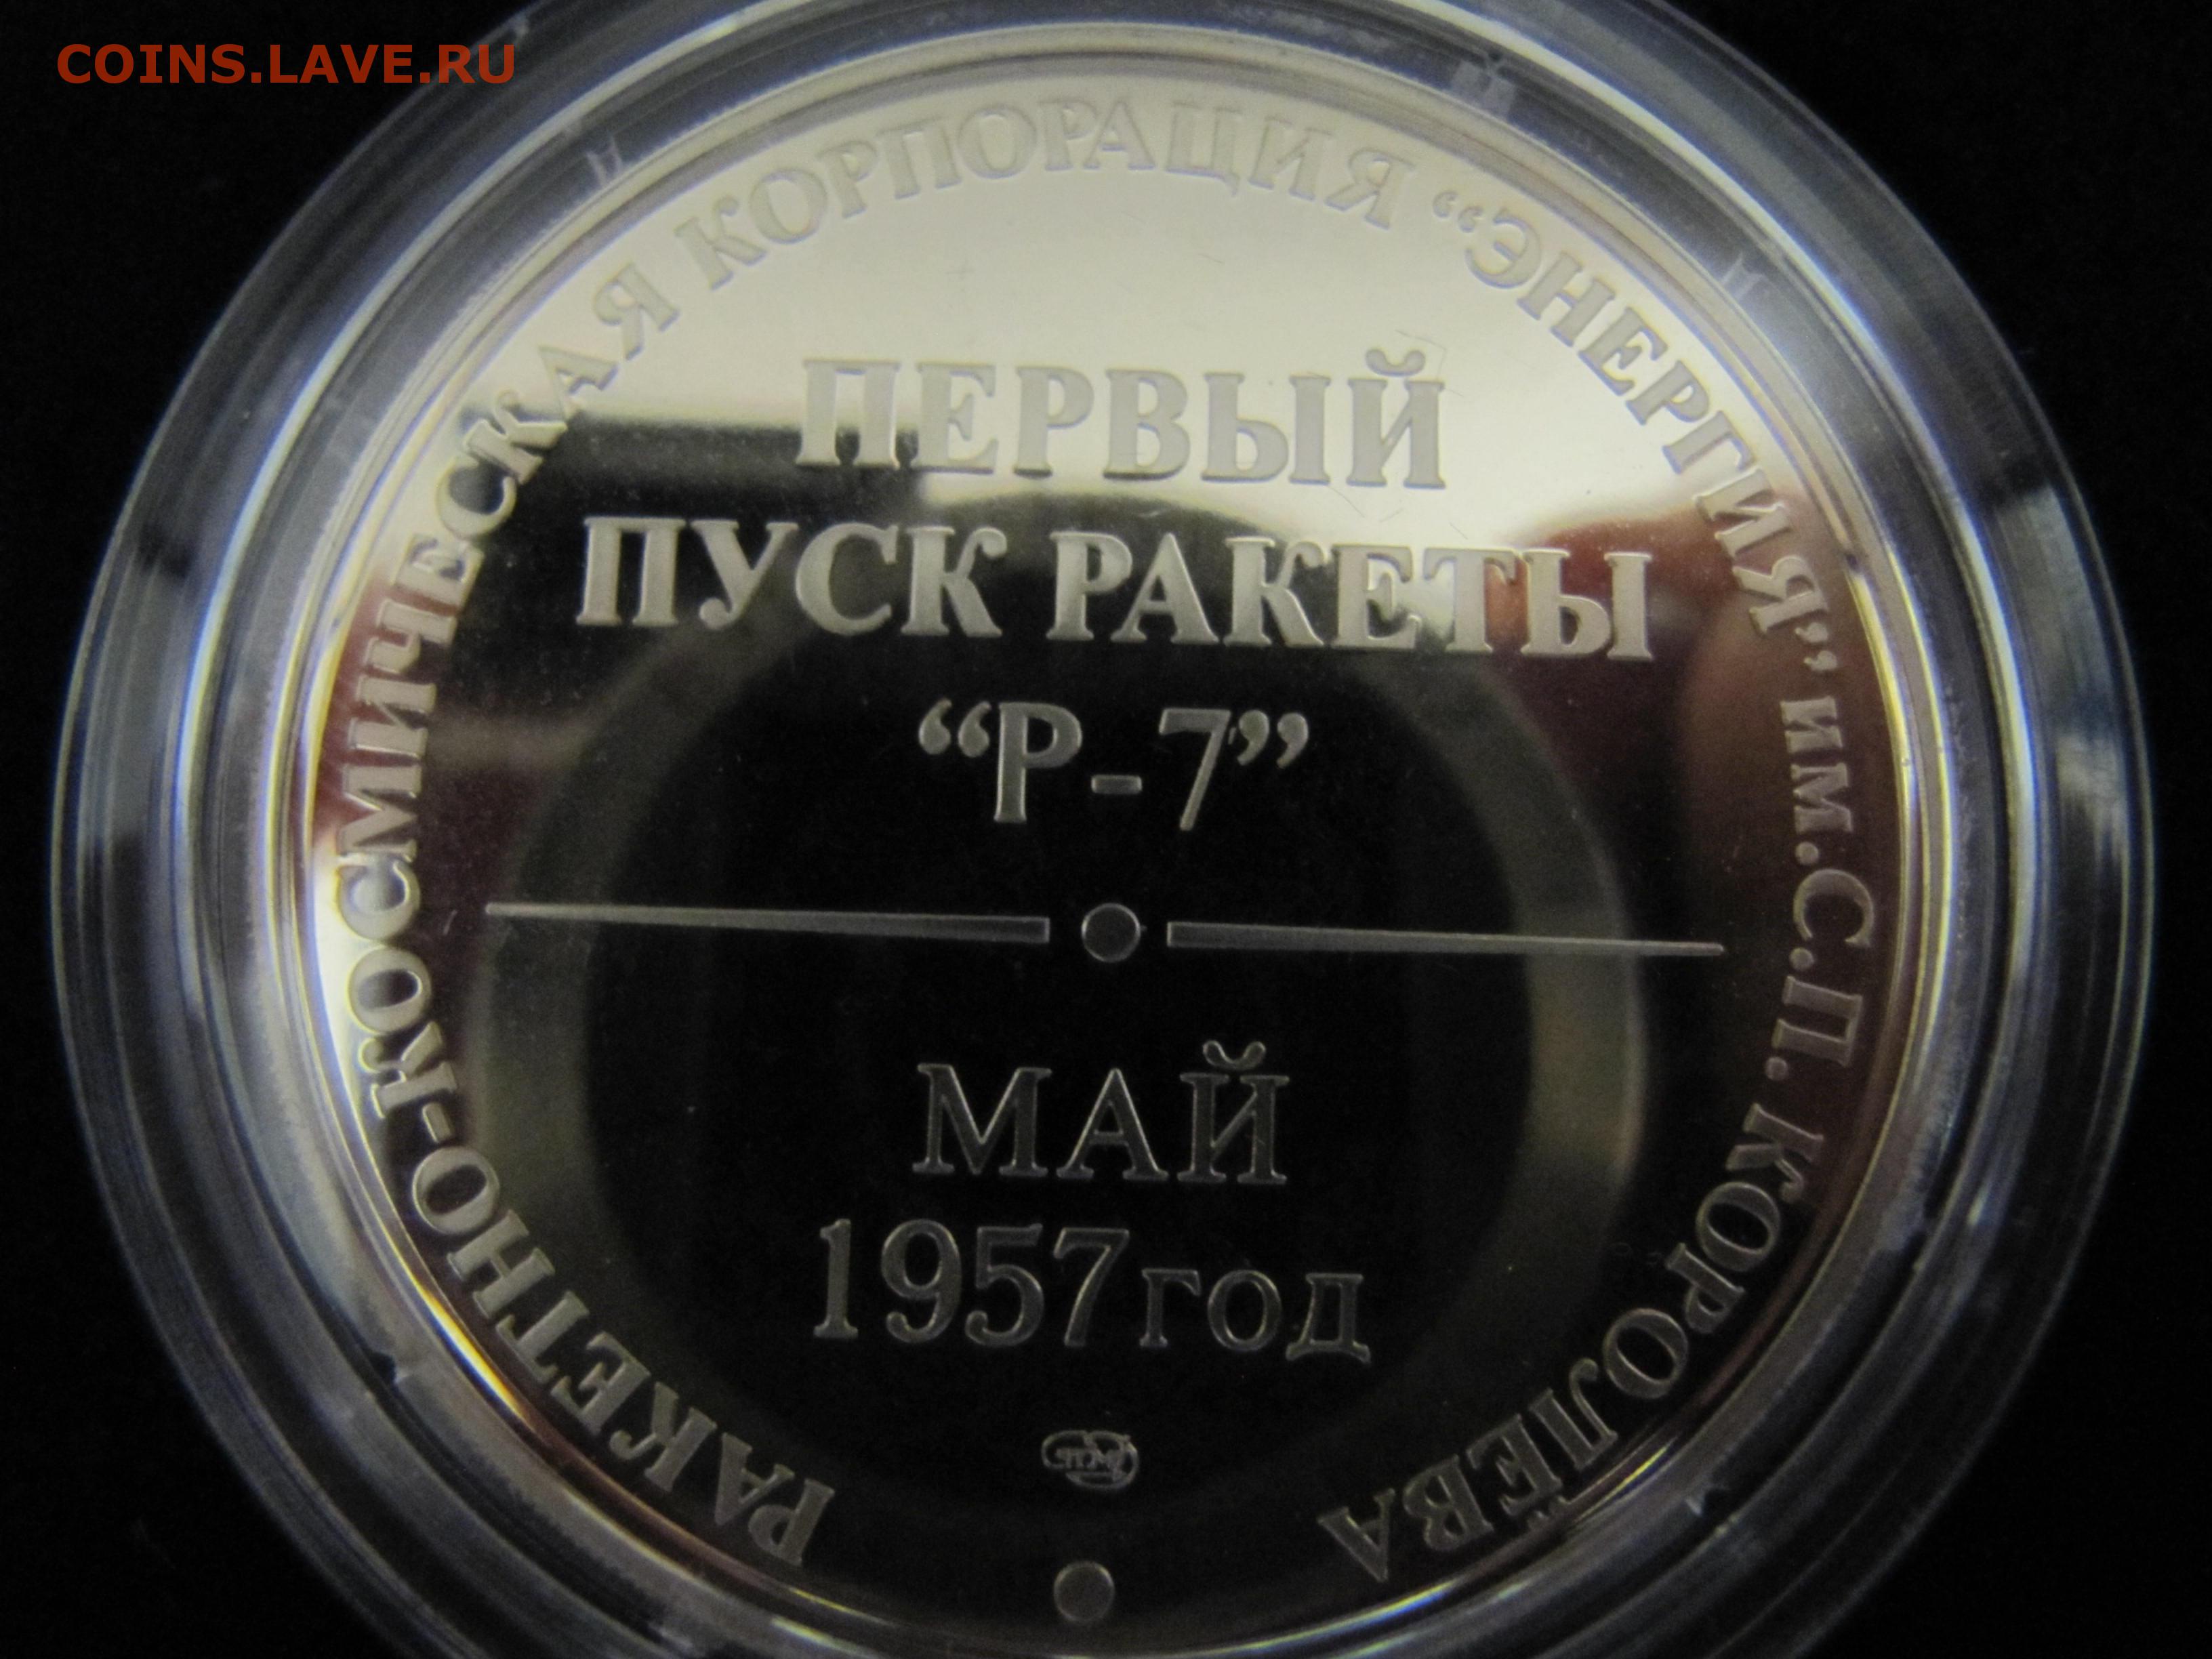 COINS.LAVE.RU
РАКЕТНО-КОСМИЧЕСКАЯ КОРПОРАЦИЯ “ЭНЕРГИЯ” ИМ.С.П. КОРОЛЁВА
ПЕРВЫЙ
ПУСК РАКЕТЫ
“Р-7”
МАЙ
1957год